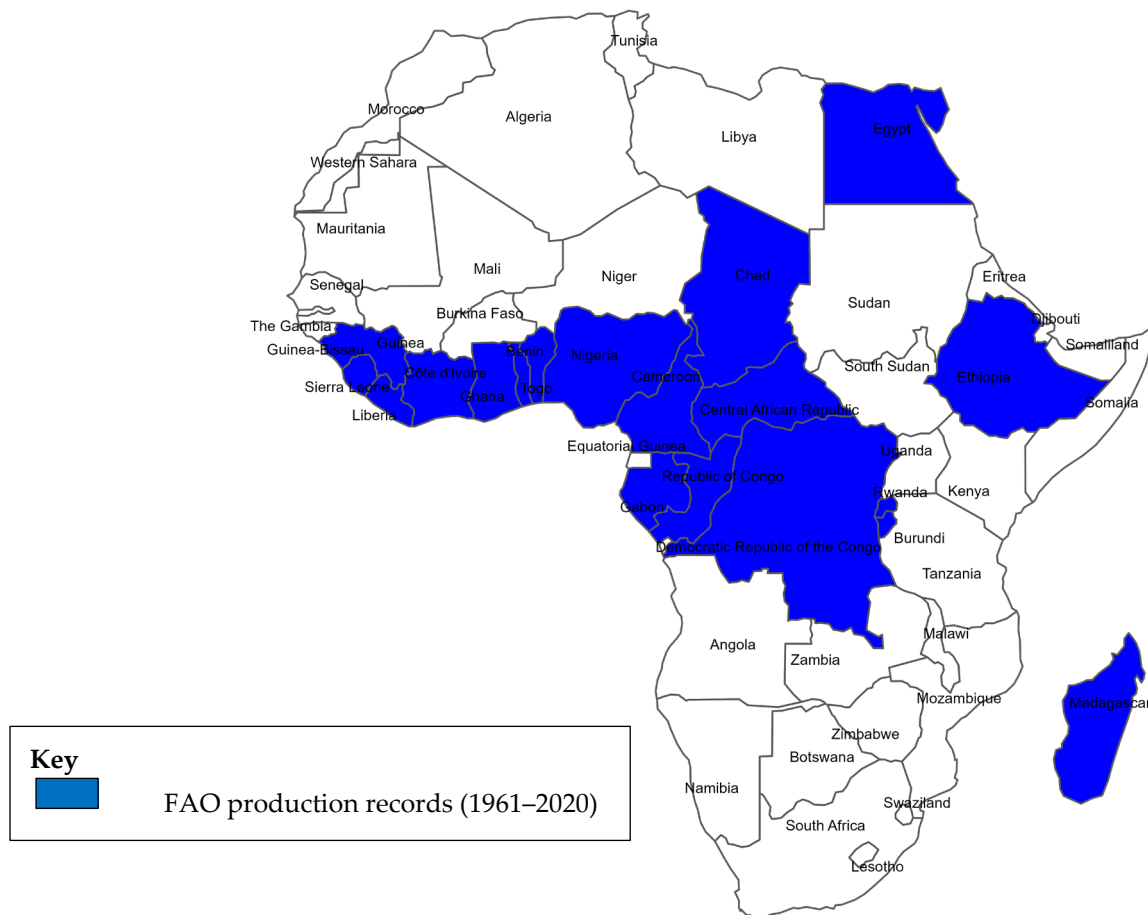 Tunisia
Morocco
Algeria
Libya
Egypt
Western Sahara
Mauritania
Mali
Niger
Chad
Sudan
Eritrea
Senegal
The Gambia
Burkina Faso
Djibouti
Guinea-Bissau
Guinea
Benin
Nigeria
Somaliland
Sierra Leone
Côte d'Ivoire
Ghana
Togo
Cameroon
South Sudan
Ethiopia
Liberia
Central African Republic
Somalia
Equatorial Guinea
Uganda
Republic of Congo
Gabon
Rwanda
Kenya
Democratic Republic of the Congo
Burundi
Tanzania
Angola
Zambia
Malawi
Mozambique
Madagascar
Zimbabwe
Botswana
Namibia
Swaziland
South Africa
Lesotho
Key
FAO production records (1961–2020)